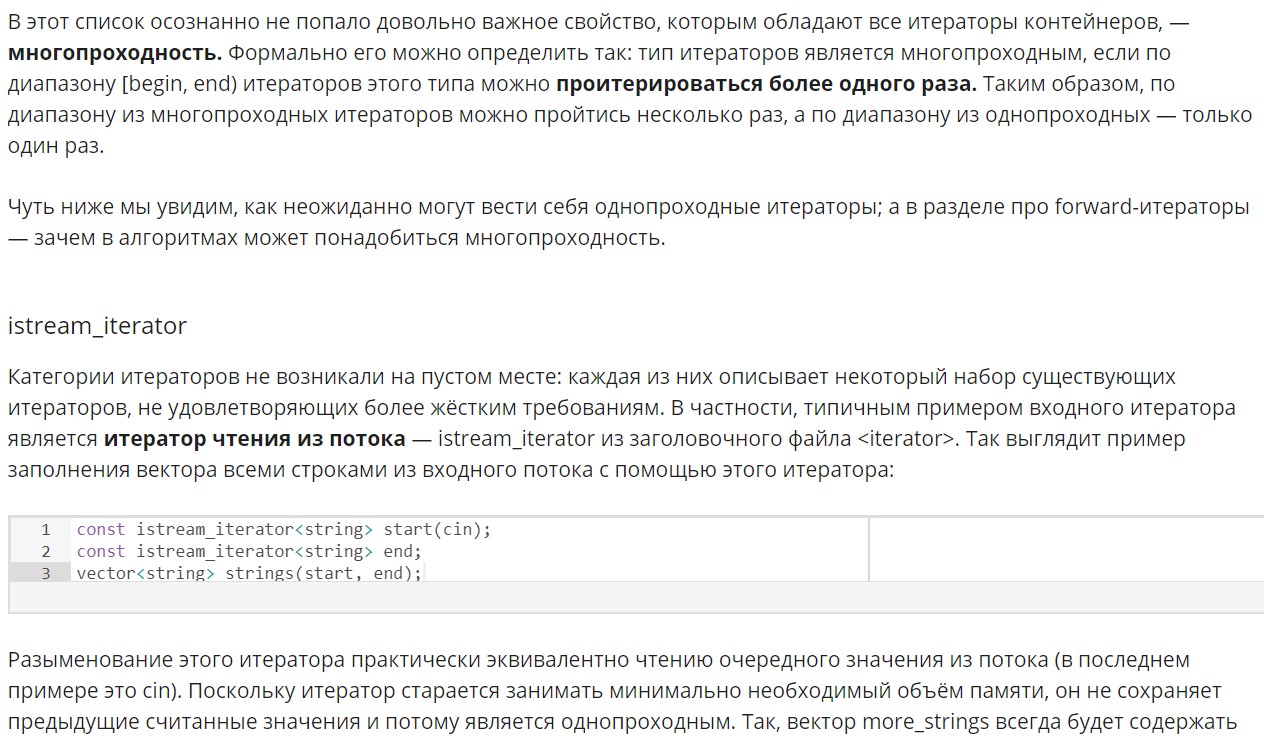 В этот список осознанно не попало довольно важное свойство, которым обладают все итераторы контейнеров, —
многопроходность. Формально его можно определить так: тип итераторов является многопроходным, если по
диапазону [begin, end) итераторов этого типа можно проитерироваться более одного раза. Таким образом, по
диапазону из многопроходных итераторов можно пройтись несколько раз, а по диапазону из однопроходных — только
один раз.
Чуть ниже мы увидим, как неожиданно могут вести себя однопроходные итераторы; а в разделе про forward-итераторы
— зачем в алгоритмах может понадобиться многопроходность.
istream_iterator
Категории итераторов не возникали на пустом месте: каждая из них описывает некоторый набор существующих
итераторов, не удовлетворяющих более жёстким требованиям. В частности, типичным примером входного итератора
является итератор чтения из потока — istream_iterator из заголовочного файла <iterator>. Так выглядит пример
заполнения вектора всеми строками из входного потока с помощью этого итератора:
1 const istream_iterator<string> start(cin);
2 const istream_iterator<string> end;
3 vector<string> strings(start, end);
Разыменование этого итератора практически эквивалентно чтению очередного значения из потока (в последнем
примере это cin). Поскольку итератор старается занимать минимально необходимый объём памяти, он не сохраняет
предыдущие считанные значения и потому является однопроходным. Так, вектор more_strings всегда будет содержать